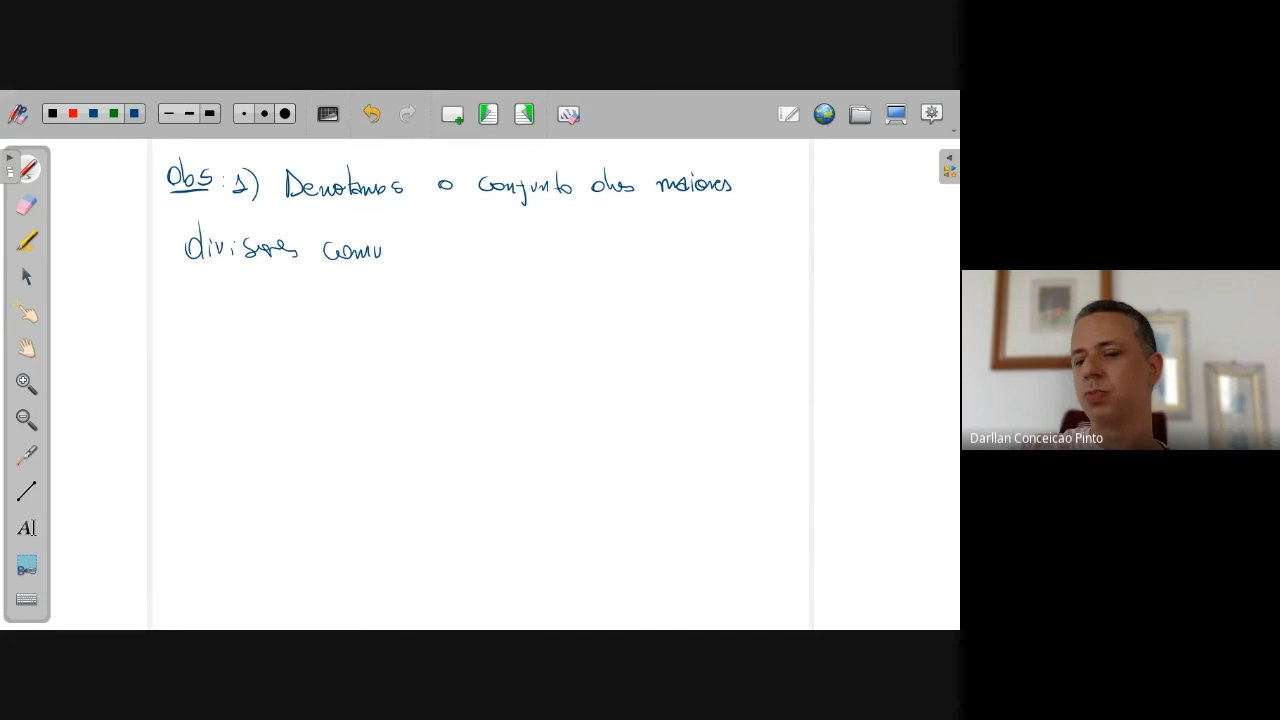 Obs: 1) Denotamos o conjunto dos maiores
divisores comu
Darllan Conceicao Pinto